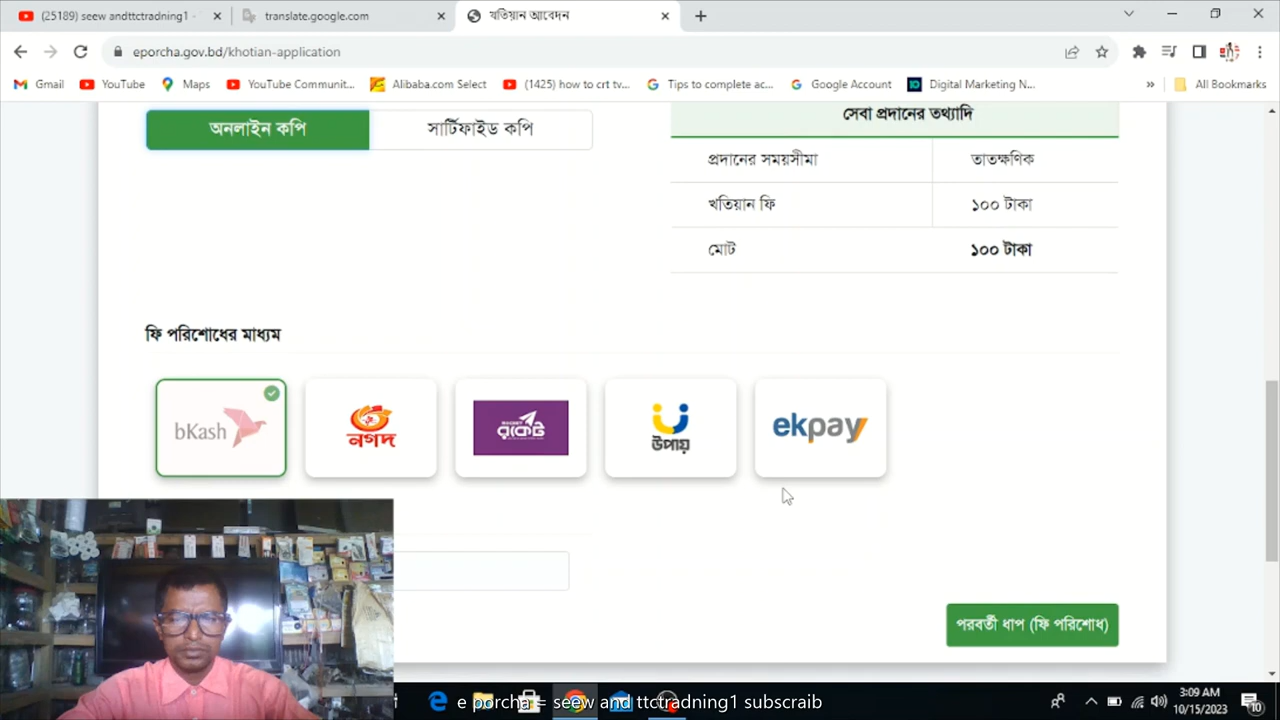 (25189) seew andttctradning1 -
translate.google.com
খতিয়ান আবেদন
eporcha.gov.bd/khotian-application
Gmail
YouTube
Maps
YouTube Communit...
Alibaba.com Select
(1425) how to crt tv...
Tips to complete ac...
Google Account
Digital Marketing N...
»
All Bookmarks
অনলাইন কপি
সার্টিফাইড কপি
সেবা প্রদানের তথ্যাদি
প্রদানের সময়সীমা তাতক্ষণিক
খতিয়ান ফি ১০০ টাকা
মোট ১০০ টাকা
ফি পরিশোধের মাধ্যম
bKash
নগদ
রকেট
উপায়
ekpay
পরবর্তী ধাপ (ফি পরিশোধ)
e porcha = seew and ttctradning1 subscraib
3:09 AM
10/15/2023
10